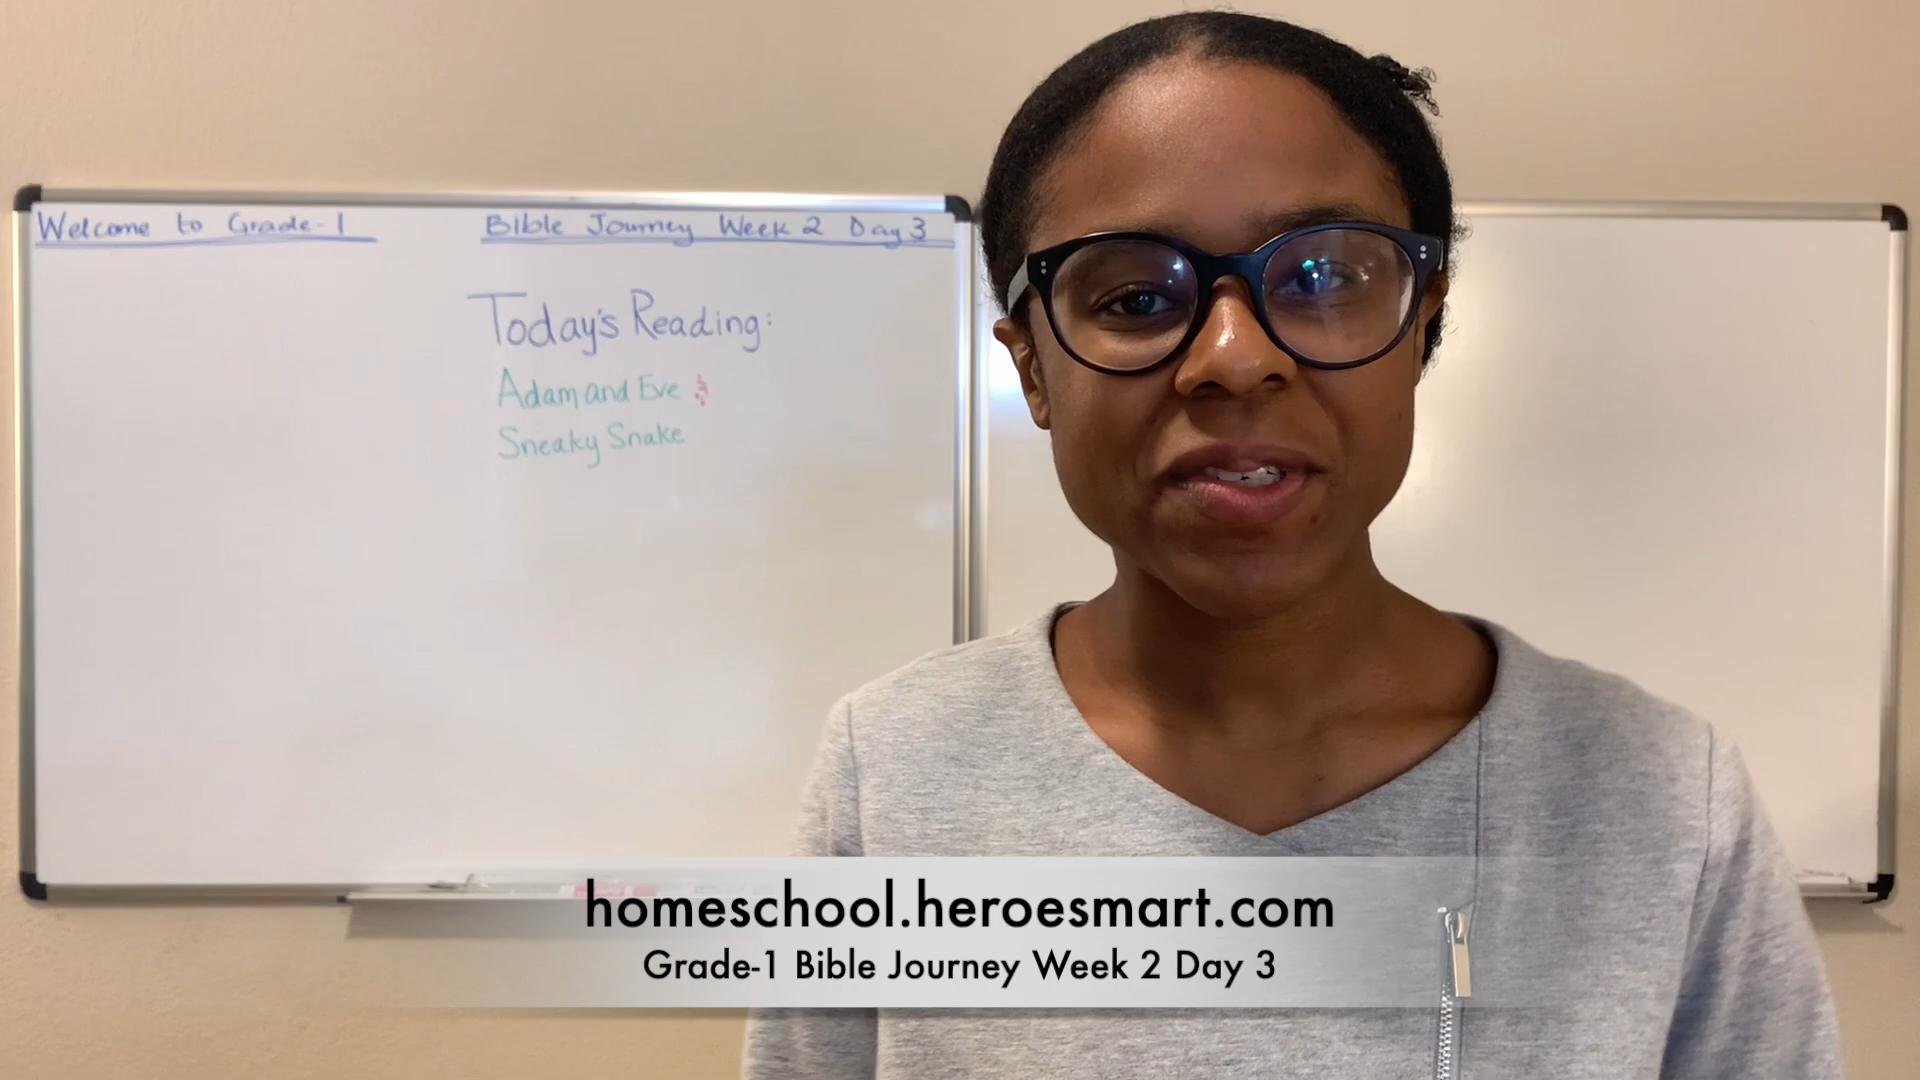 Welcome to Grade-1
Bible Journey Week 2 Day 3
Today's Reading:
Adam and Eve
Sneaky Snake
homeschool.heroesmart.com
Grade-1 Bible Journey Week 2 Day 3